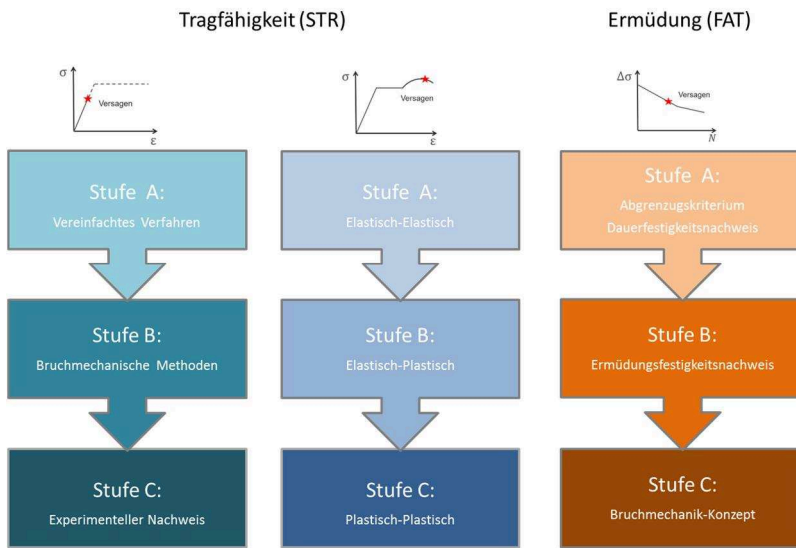 Tragfähigkeit (STR)
Ermüdung (FAT)
σ
Versagen
ε
σ
Versagen
ε
Δσ
Versagen
N
Stufe A:
Vereinfachtes Verfahren
Stufe A:
Elastisch-Elastisch
Stufe A:
Abgrenzugskriterium
Dauerfestigkeitsnachweis
Stufe B:
Bruchmechanische Methoden
Stufe B:
Elastisch-Plastisch
Stufe B:
Ermüdungsfestigkeitsnachweis
Stufe C:
Experimenteller Nachweis
Stufe C:
Plastisch-Plastisch
Stufe C:
Bruchmechanik-Konzept